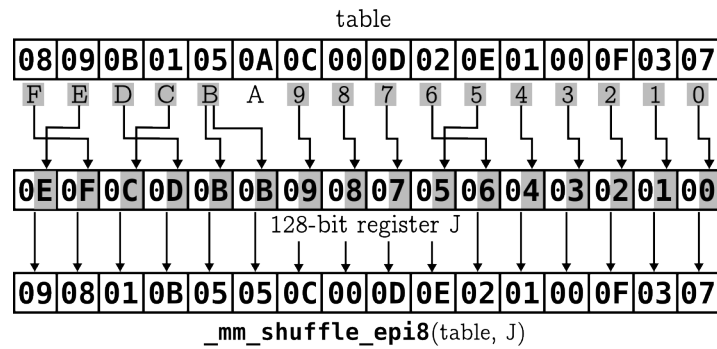 table
08 09 0B 01 05 0A 0C 00 0D 02 0E 01 00 0F 03 07
F E D C B A 9 8 7 6 5 4 3 2 1 0
0E 0F 0C 0D 0B 0B 09 08 07 05 06 04 03 02 01 00
128-bit register J
09 08 01 0B 05 05 0C 00 0D 0E 02 01 00 0F 03 07
_mm_shuffle_epi8(table, J)